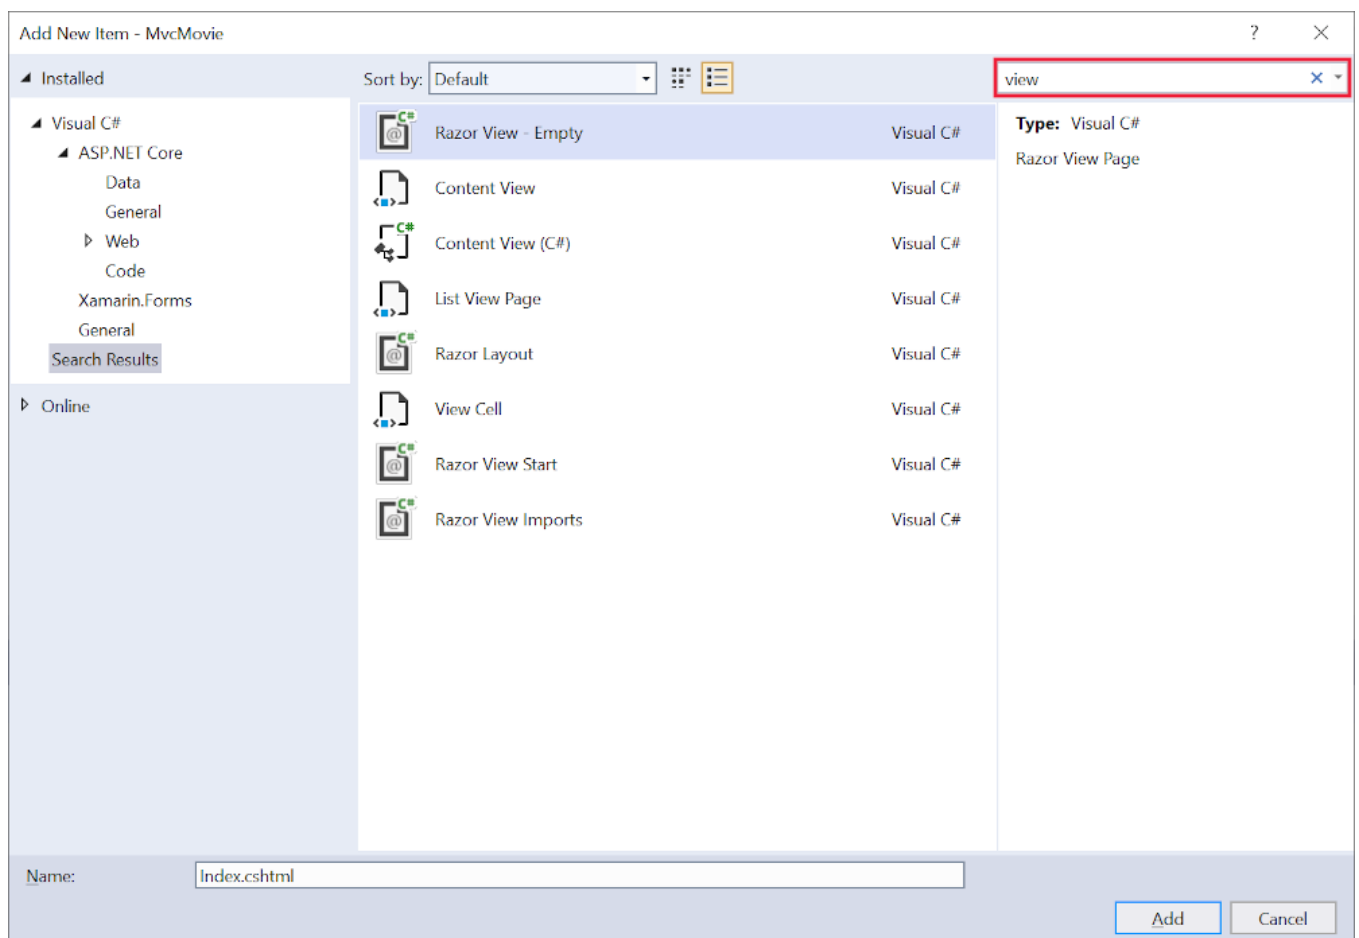 Add New Item - MvcMovie
?
Installed
Sort by: Default
view
Visual C#
ASP.NET Core
Data
General
Web
Code
Xamarin.Forms
General
Search Results
Online
C# @ Razor View - Empty Visual C#
Content View Visual C#
C# Content View (C#) Visual C#
List View Page Visual C#
C# @ Razor Layout Visual C#
View Cell Visual C#
C# @ Razor View Start Visual C#
C# @ Razor View Imports Visual C#
Type: Visual C#
Razor View Page
Name: Index.cshtml
Add Cancel